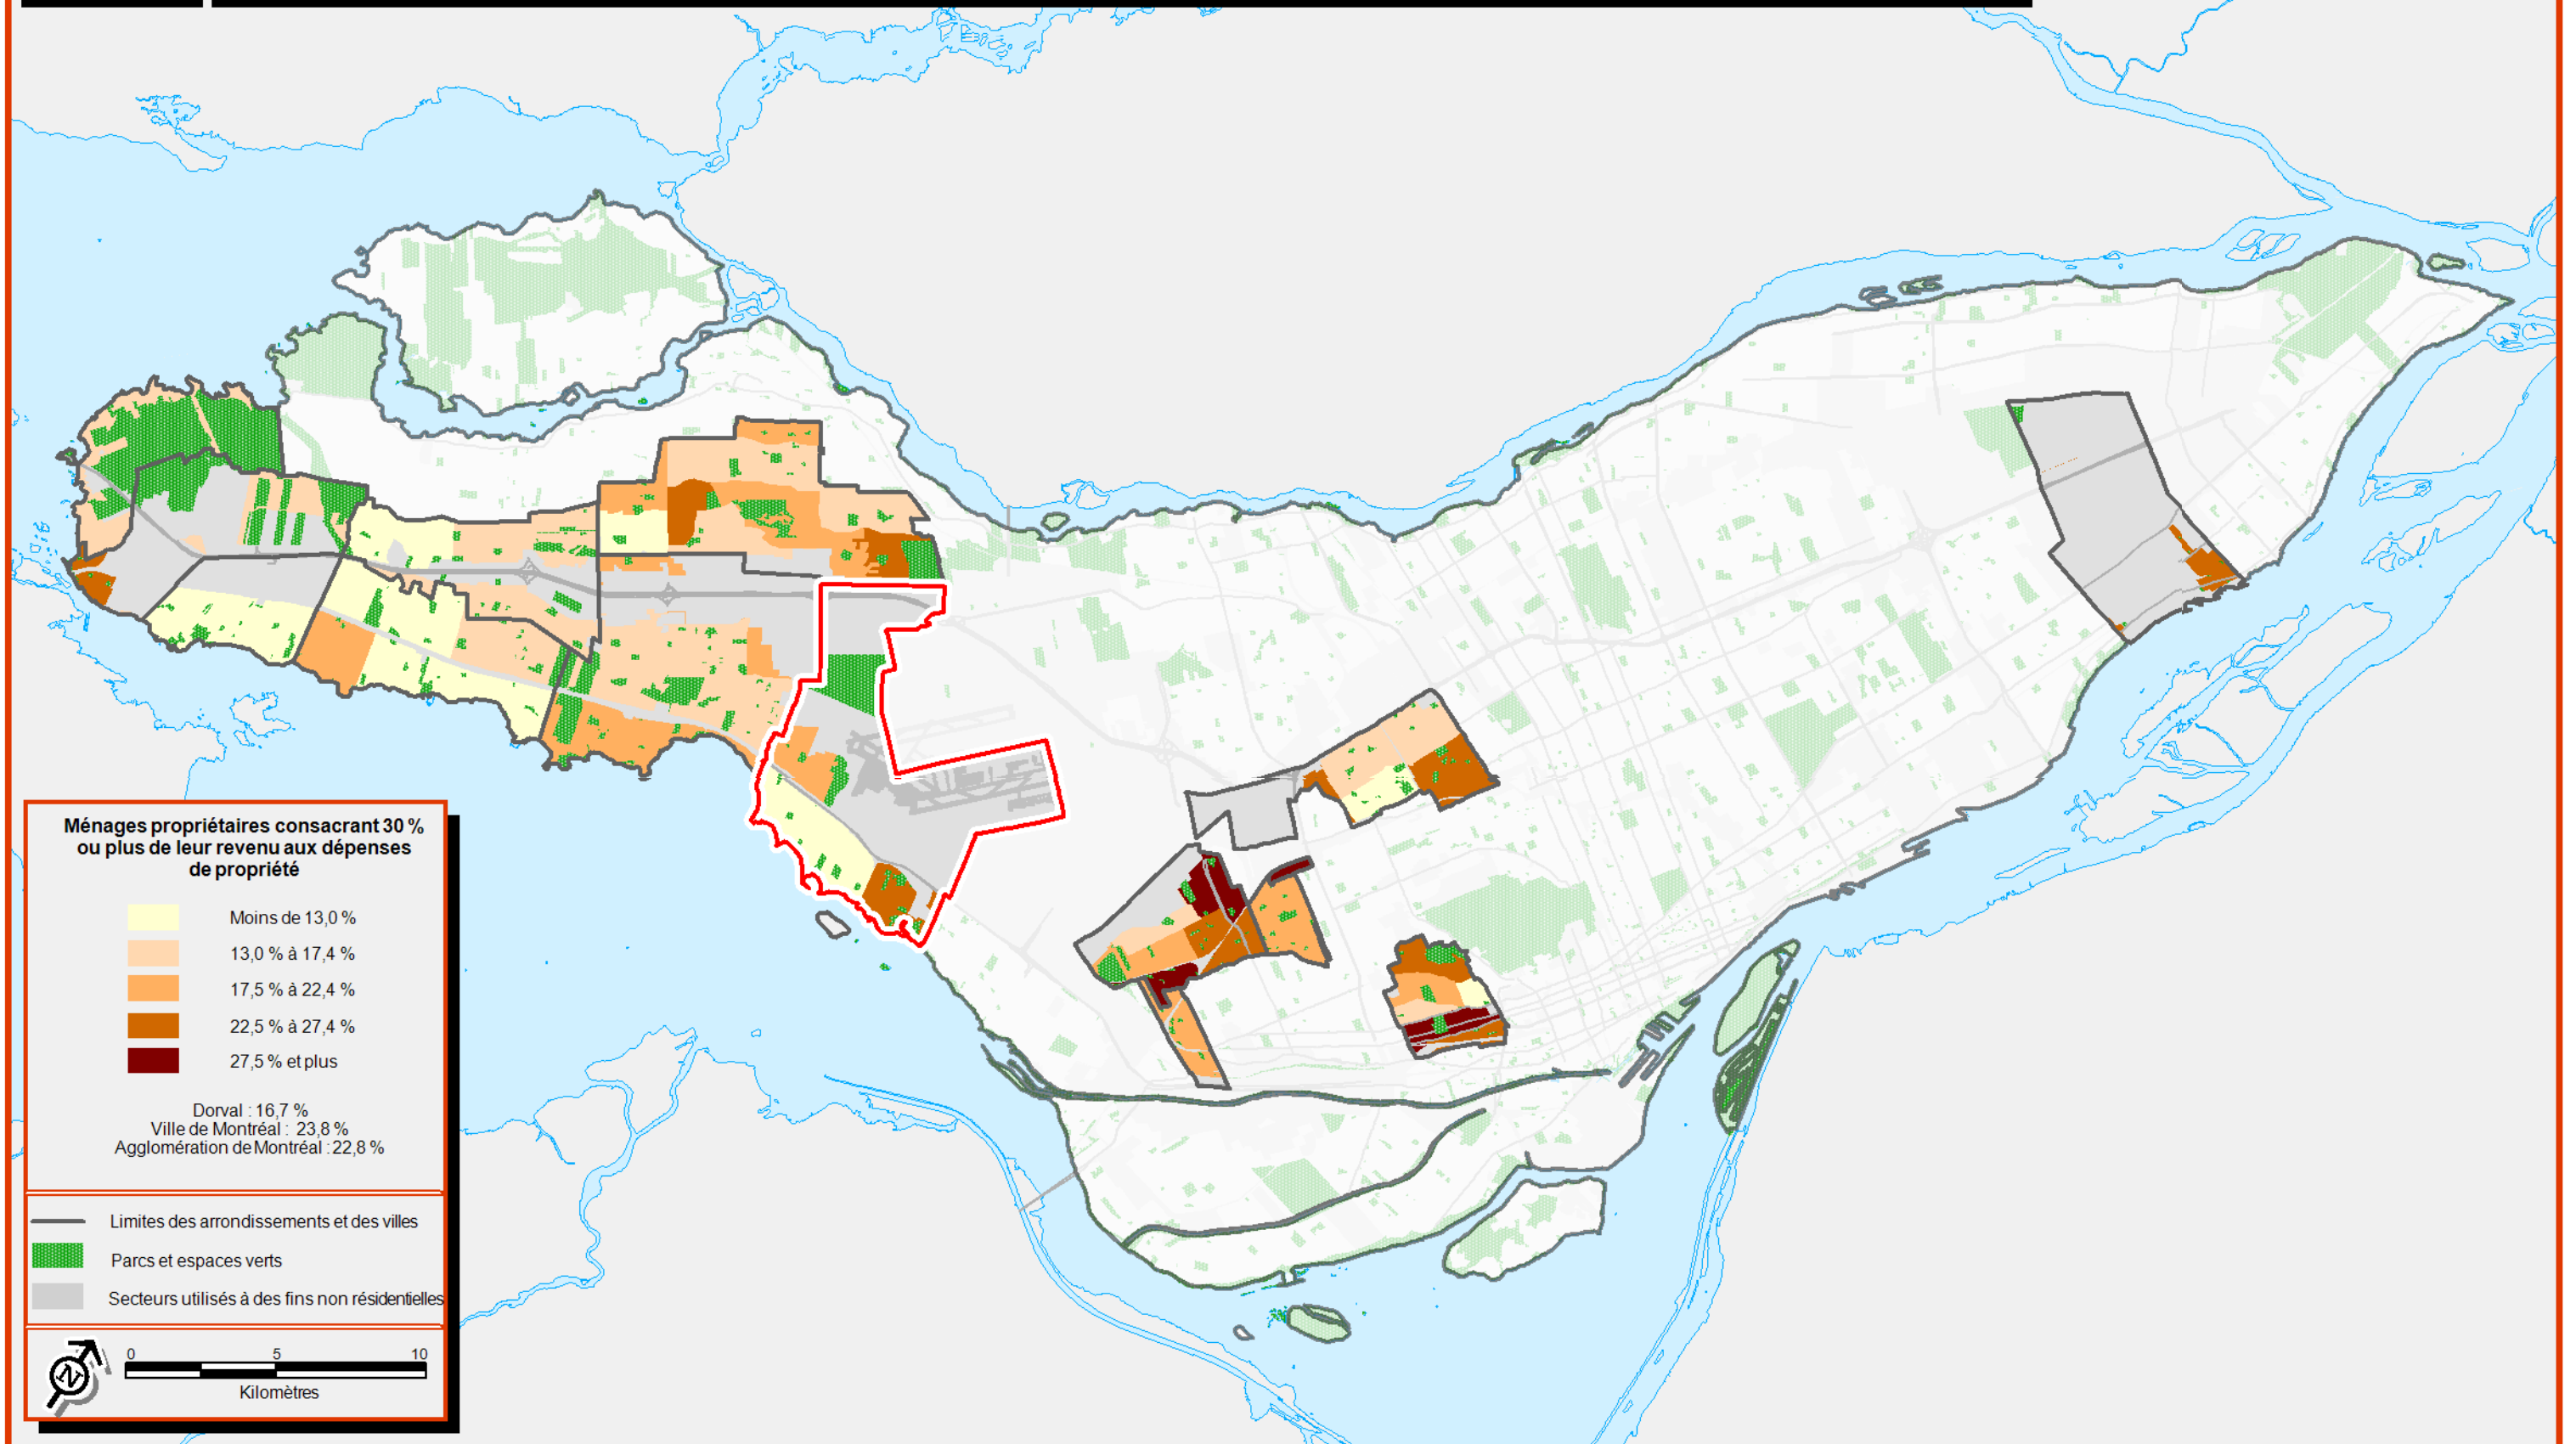 Ménages propriétaires consacrant 30 %
ou plus de leur revenu aux dépenses
de propriété
Moins de 13,0 %
13,0 % à 17,4 %
17,5 % à 22,4 %
22,5 % à 27,4 %
27,5 % et plus
Dorval : 16,7 %
Ville de Montréal : 23,8 %
Agglomération de Montréal : 22,8 %
Limites des arrondissements et des villes
Parcs et espaces verts
Secteurs utilisés à des fins non résidentielles
N
0 5 10
Kilomètres